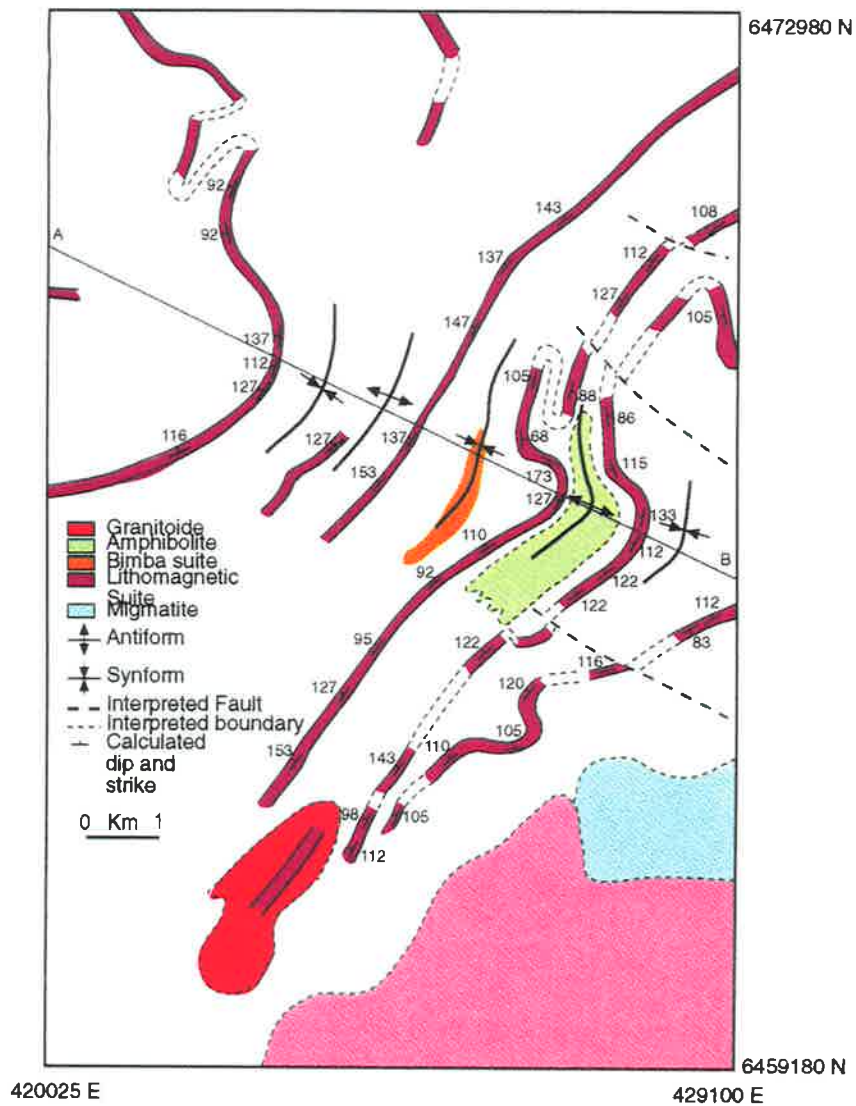 6472980 N
92
92
A
143
137
108
112
127
105
147
137
112
127
105
88
86
116
127
137
153
68
173
127
115
133
112
B
110
92
122
122
112
83
Granitoide
Amphibolite
Bimba suite
Lithomagnetic
Suite
Migmatite
Antiform
Synform
Interpreted Fault
Interpreted boundary
Calculated
dip and
strike
0 Km 1
95
127
153
122
116
120
105
143
110
98
105
112
6459180 N
420025 E
429100 E